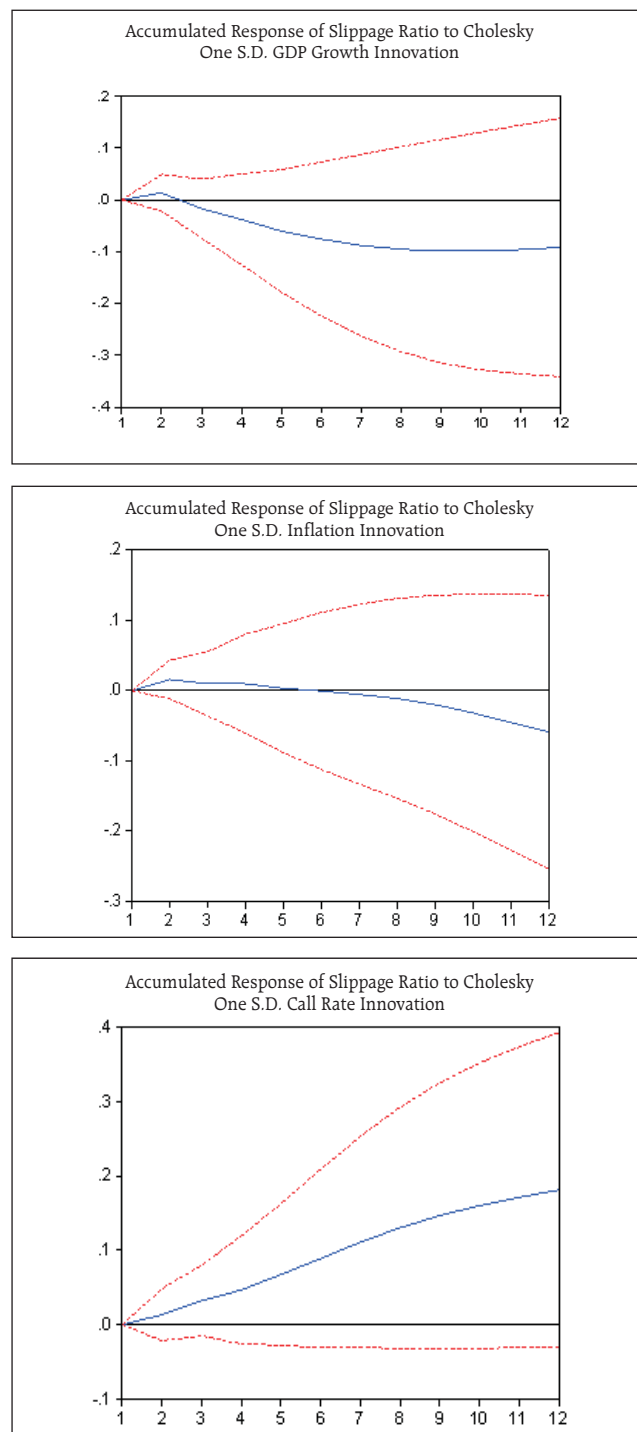 Accumulated Response of Slippage Ratio to Cholesky
One S.D. GDP Growth Innovation
.2
.1
.0
-.1
-.2
-.3
-.4
1 2 3 4 5 6 7 8 9 10 11 12
Accumulated Response of Slippage Ratio to Cholesky
One S.D. Inflation Innovation
.2
.1
.0
-.1
-.2
-.3
1 2 3 4 5 6 7 8 9 10 11 12
Accumulated Response of Slippage Ratio to Cholesky
One S.D. Call Rate Innovation
.4
.3
.2
.1
.0
-.1
1 2 3 4 5 6 7 8 9 10 11 12